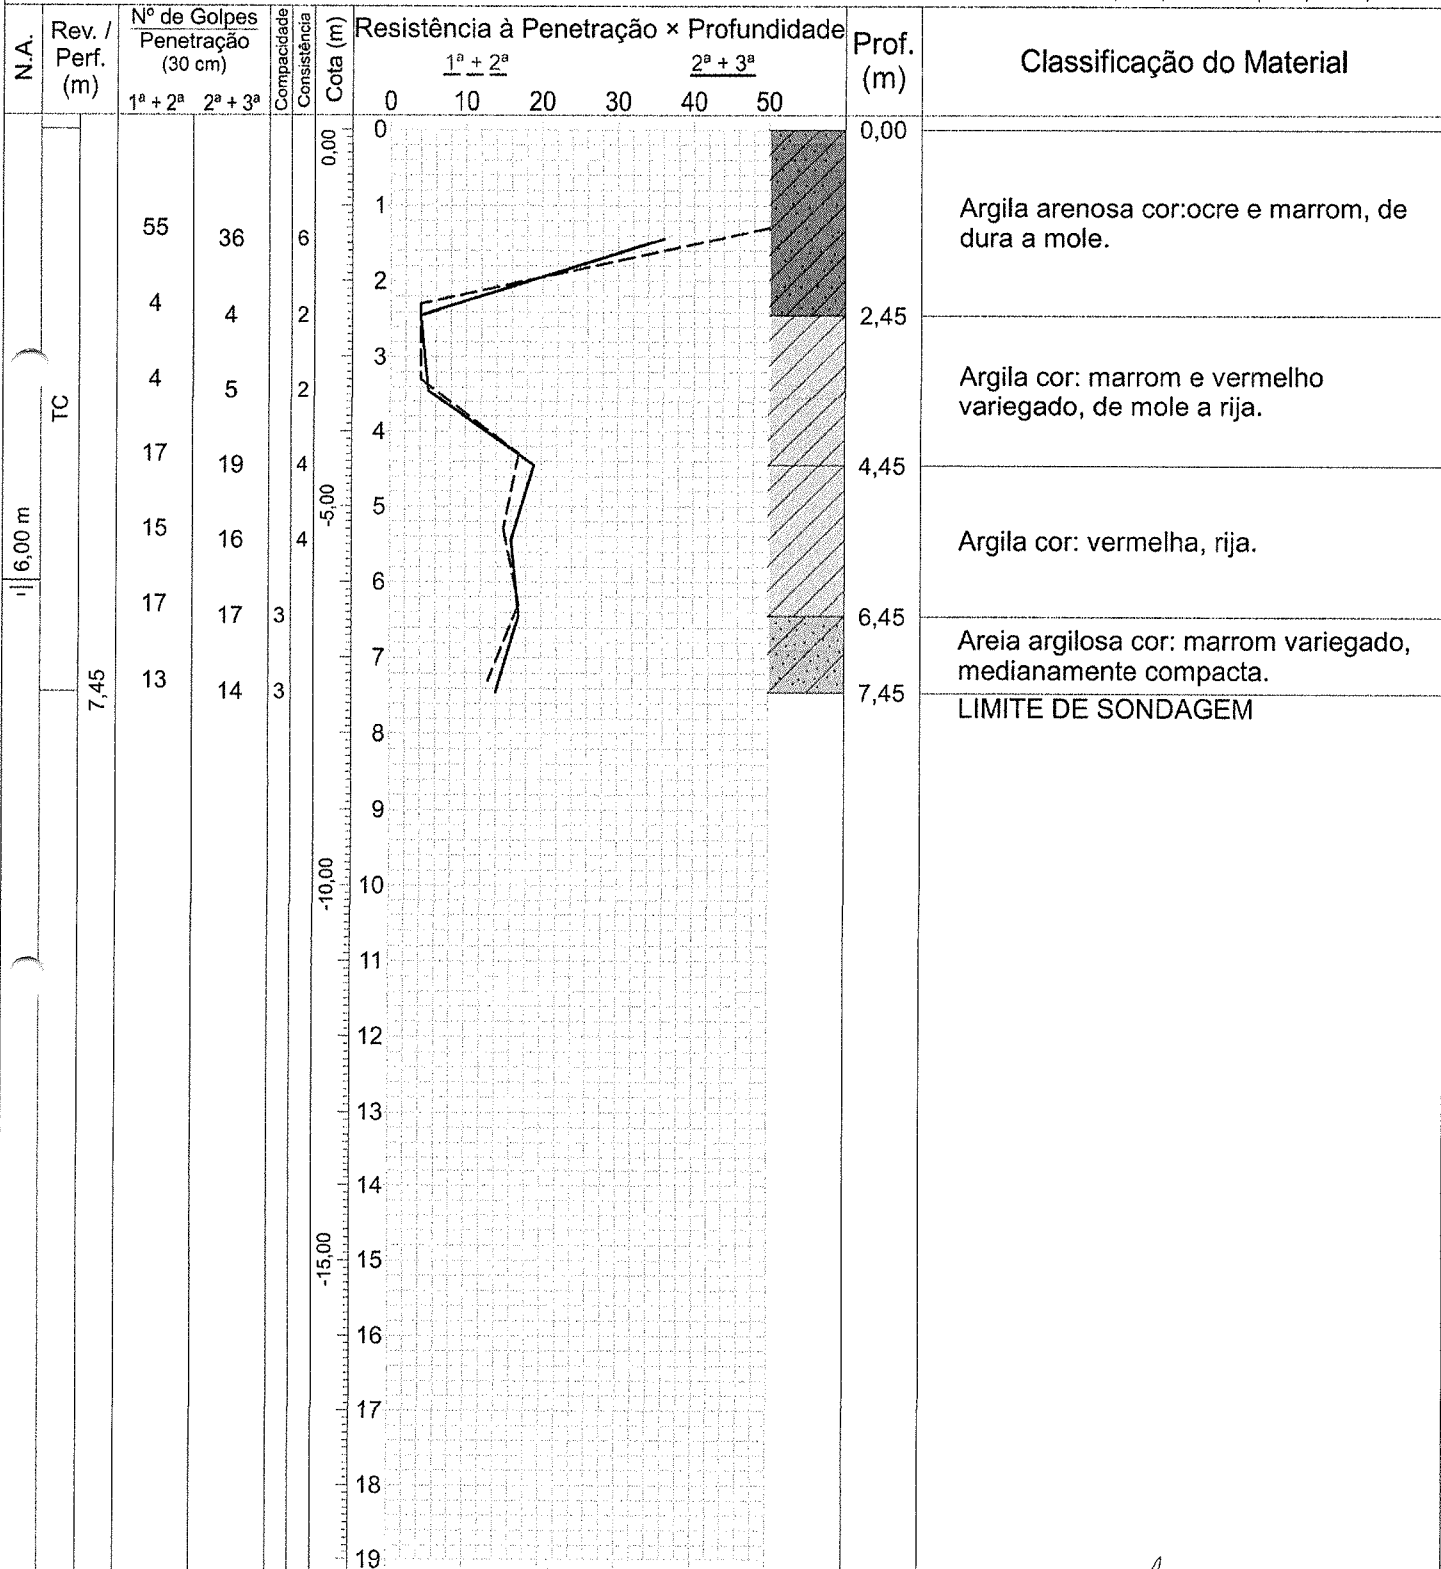 N.A.
Rev. /
Perf.
(m)
Nº de Golpes
Penetração
(30 cm)
1ª + 2ª 2ª + 3ª
Compacidade
Consistência
Cota (m)
Resistência à Penetração × Profundidade
1ª + 2ª 2ª + 3ª
0 10 20 30 40 50
Prof.
(m)
Classificação do Material
0,00 0 0,00
1
55 36 6
Argila arenosa cor:ocre e marrom, de
dura a mole.
2
4 4 2
2,45
3
4 5 2
TC
Argila cor: marrom e vermelho
variegado, de mole a rija.
4
17 19 4
4,45
-5,00 5
15 16 4
Argila cor: vermelha, rija.
6,00 m
6
17 17 3
6,45
Areia argilosa cor: marrom variegado,
medianamente compacta.
7
13 14 3
7,45
7,45
LIMITE DE SONDAGEM
8
9
-10,00 10
11
12
13
14
-15,00 15
16
17
18
19